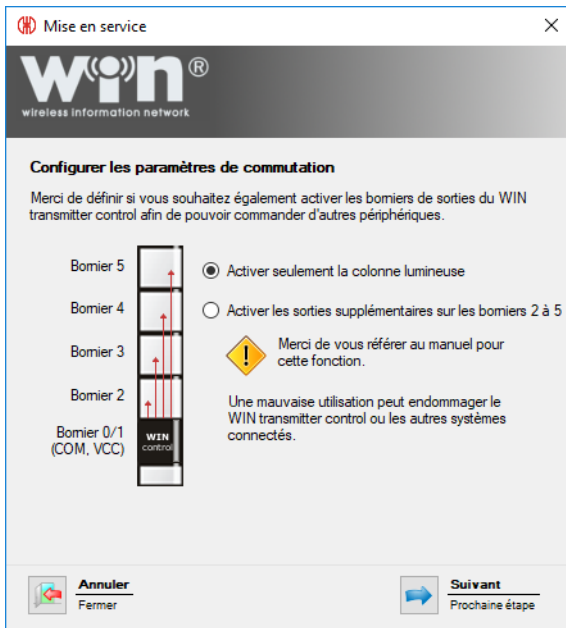 Mise en service
WiN®
wireless information network
Configurer les paramètres de commutation
Merci de définir si vous souhaitez également activer les borniers de sorties du WIN
transmitter control afin de pouvoir commander d'autres périphériques.
Bornier 5
Activer seulement la colonne lumineuse
Bornier 4
Activer les sorties supplémentaires sur les borniers 2 à 5
Bornier 3
Merci de vous référer au manuel pour
cette fonction.
Bornier 2
Une mauvaise utilisation peut endommager le
WIN transmitter control ou les autres systèmes
connectés.
Bornier 0/1
(COM, VCC)
WIN
control
Annuler
Fermer
Suivant
Prochaine étape